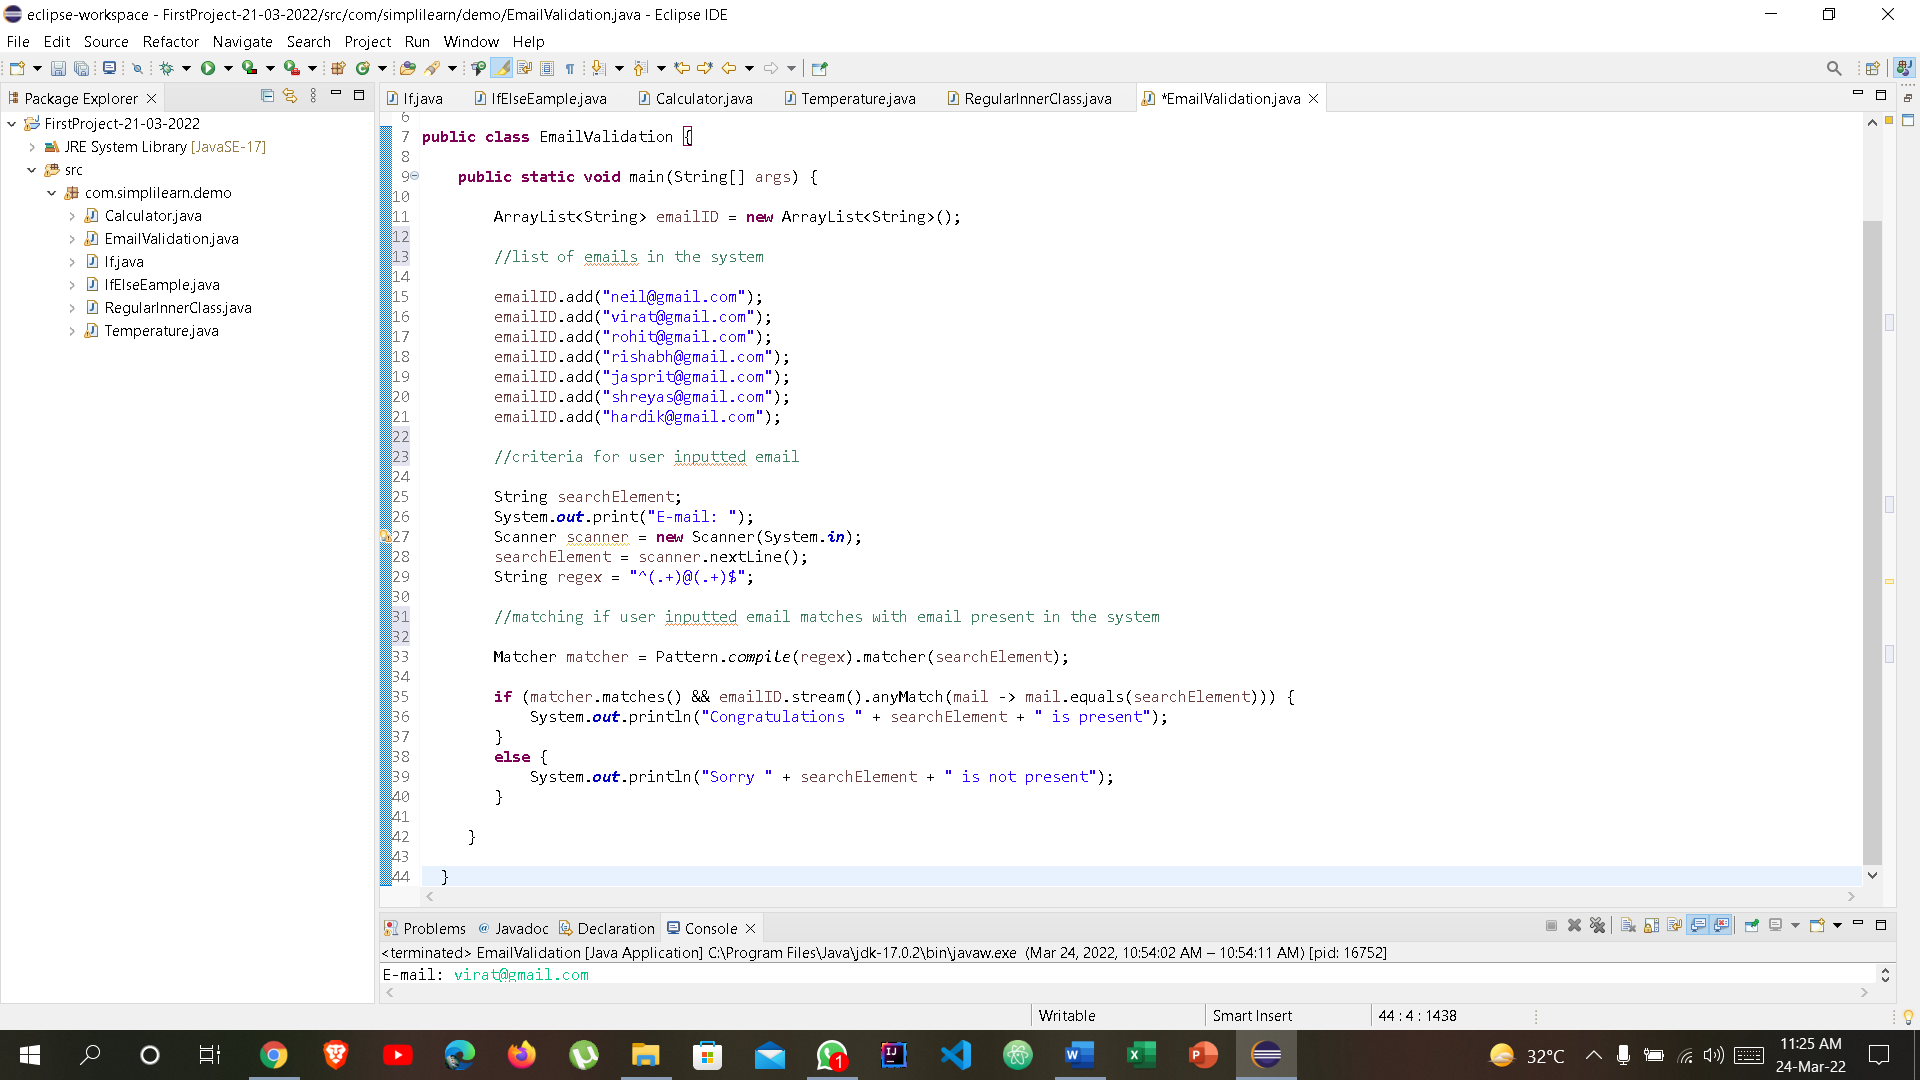 eclipse-workspace - FirstProject-21-03-2022/src/com/simplilearn/demo/EmailValidation.java - Eclipse IDE
File Edit Source Refactor Navigate Search Project Run Window Help
Package Explorer
If.java IfElseEample.java Calculator.java Temperature.java RegularInnerClass.java *EmailValidation.java
FirstProject-21-03-2022
JRE System Library [JavaSE-17]
src
com.simplilearn.demo
Calculator.java
EmailValidation.java
If.java
IfElseEample.java
RegularInnerClass.java
Temperature.java
6
7 public class EmailValidation {
8
9 public static void main(String[] args) {
10
11 ArrayList<String> emailID = new ArrayList<String>();
12
13 //list of emails in the system
14
15 emailID.add("neil@gmail.com");
16 emailID.add("virat@gmail.com");
17 emailID.add("rohit@gmail.com");
18 emailID.add("rishabh@gmail.com");
19 emailID.add("jasprit@gmail.com");
20 emailID.add("shreyas@gmail.com");
21 emailID.add("hardik@gmail.com");
22
23 //criteria for user inputted email
24
25 String searchElement;
26 System.out.print("E-mail: ");
27 Scanner scanner = new Scanner(System.in);
28 searchElement = scanner.nextLine();
29 String regex = "^(.+)@(.+)$";
30
31 //matching if user inputted email matches with email present in the system
32
33 Matcher matcher = Pattern.compile(regex).matcher(searchElement);
34
35 if (matcher.matches() && emailID.stream().anyMatch(mail -> mail.equals(searchElement))) {
36 System.out.println("Congratulations " + searchElement + " is present");
37 }
38 else {
39 System.out.println("Sorry " + searchElement + " is not present");
40 }
41
42 }
43
44 }
Problems Javadoc Declaration Console
<terminated> EmailValidation [Java Application] C:\Program Files\Java\jdk-17.0.2\bin\javaw.exe (Mar 24, 2022, 10:54:02 AM – 10:54:11 AM) [pid: 16752]
E-mail: virat@gmail.com
Writable Smart Insert 44 : 4 : 1438
1
32°C
11:25 AM
24-Mar-22